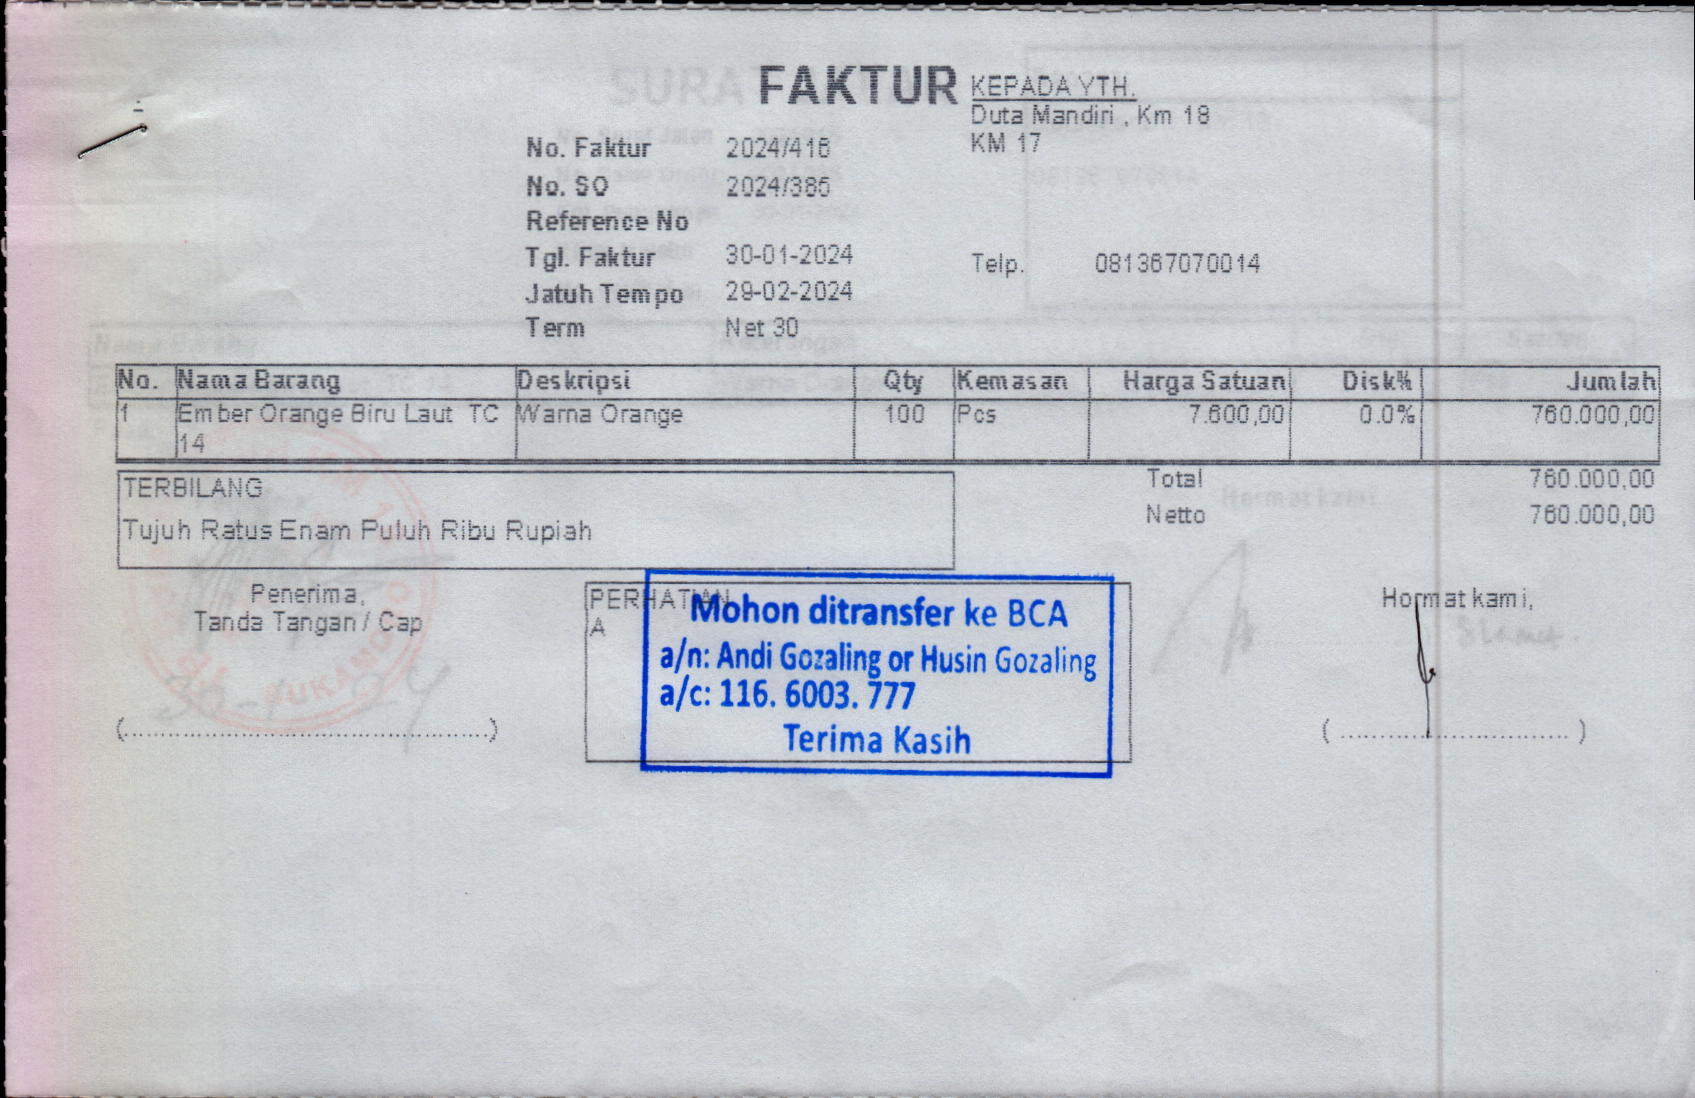 FAKTUR
KEPADA YTH.
Duta Mandiri , Km 18
KM 17
No. Faktur 2024/416
No. SO 2024/385
Reference No
Tgl. Faktur 30-01-2024
Jatuh Tempo 29-02-2024
Term Net 30
Telp. 081367070014
No. Nama Barang Deskripsi Qty Kemasan Harga Satuan Disk% Jumlah
1 Ember Orange Biru Laut TC 14 Warna Orange 100 Pcs 7.600,00 0.0% 760.000,00
Total 760.000,00
Netto 760.000,00
TERBILANG
Tujuh Ratus Enam Puluh Ribu Rupiah
Penerima,
Tanda Tangan / Cap
(..........................................)
PERHATIAN
A
Mohon ditransfer ke BCA
a/n: Andi Gozaling or Husin Gozaling
a/c: 116. 6003. 777
Terima Kasih
Hormat kami,
( ............................. )
30-1-24